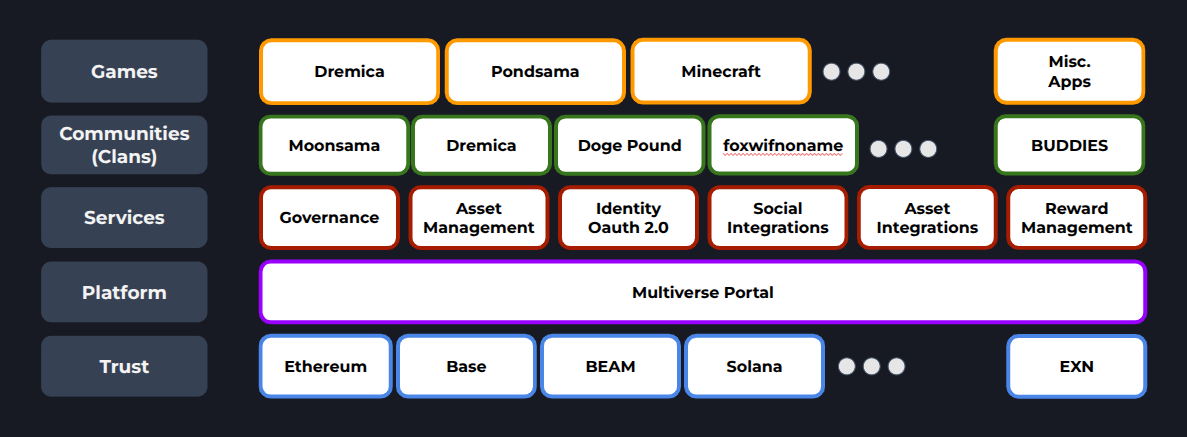 Games
Dremica
Pondsama
Minecraft
Misc.
Apps
Communities
(Clans)
Moonsama
Dremica
Doge Pound
foxwifnoname
BUDDIES
Services
Governance
Asset
Management
Identity
Oauth 2.0
Social
Integrations
Asset
Integrations
Reward
Management
Platform
Multiverse Portal
Trust
Ethereum
Base
BEAM
Solana
EXN